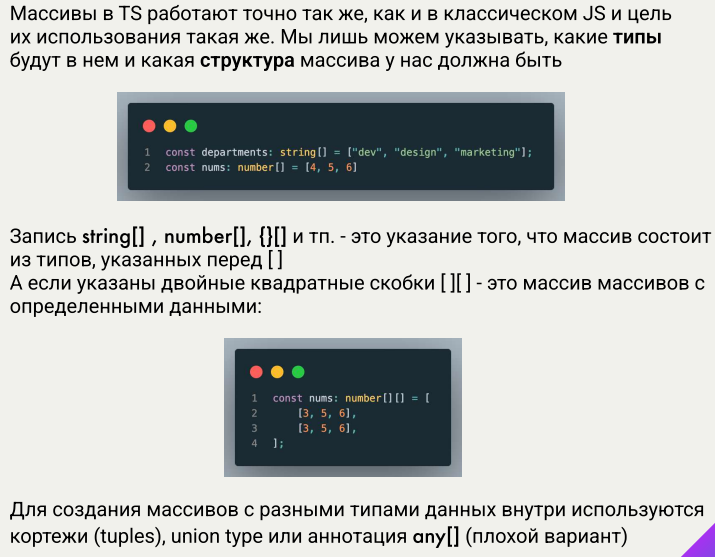 Массивы в TS работают точно так же, как и в классическом JS и цель
их использования такая же. Мы лишь можем указывать, какие типы
будут в нем и какая структура массива у нас должна быть
1 const departments: string[] = ["dev", "design", "marketing"];
2 const nums: number[] = [4, 5, 6]
Запись string[] , number[], {}[] и тп. - это указание того, что массив состоит
из типов, указанных перед [ ]
А если указаны двойные квадратные скобки [ ][ ] - это массив массивов с
определенными данными:
1 const nums: number[][] = [
2 [3, 5, 6],
3 [3, 5, 6],
4 ];
Для создания массивов с разными типами данных внутри используются
кортежи (tuples), union type или аннотация any[] (плохой вариант)